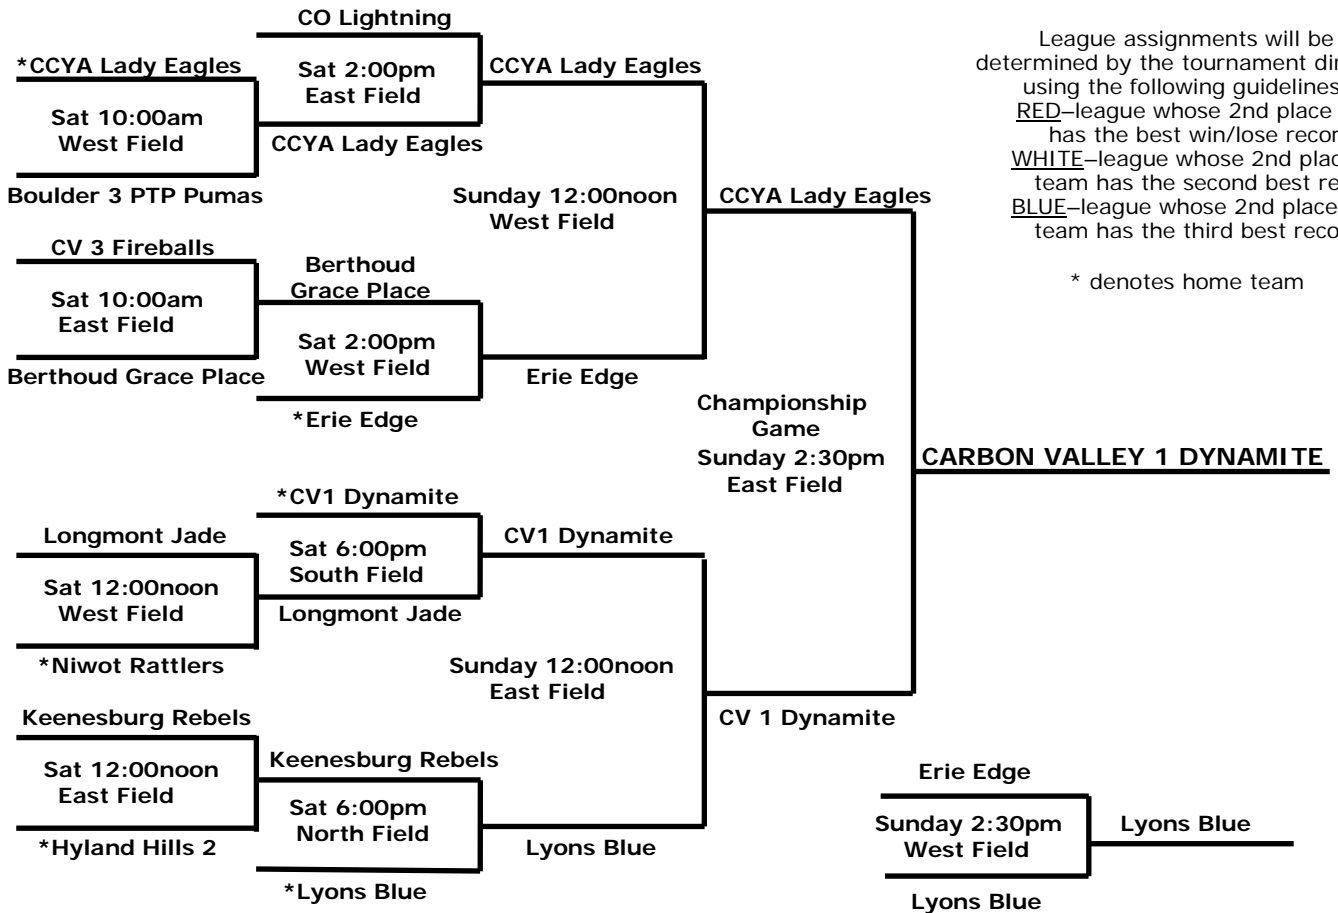 CO Lightning
*CCYA Lady Eagles
Sat 2:00pm
East Field
CCYA Lady Eagles
Sat 10:00am
West Field
CCYA Lady Eagles
Boulder 3 PTP Pumas
Sunday 12:00noon
West Field
CCYA Lady Eagles
CV 3 Fireballs
Berthoud
Grace Place
Sat 10:00am
East Field
Sat 2:00pm
West Field
Berthoud Grace Place
Erie Edge
*Erie Edge
Championship
Game
Sunday 2:30pm
East Field
CARBON VALLEY 1 DYNAMITE
*CV1 Dynamite
Longmont Jade
Sat 6:00pm
South Field
CV1 Dynamite
Sat 12:00noon
West Field
Longmont Jade
*Niwot Rattlers
Sunday 12:00noon
East Field
Keenesburg Rebels
CV 1 Dynamite
Sat 12:00noon
East Field
Keenesburg Rebels
Sat 6:00pm
North Field
*Hyland Hills 2
Lyons Blue
*Lyons Blue
Erie Edge
Sunday 2:30pm
West Field
Lyons Blue
Lyons Blue
League assignments will be
determined by the tournament
using the following guidelines
RED–league whose 2nd place
has the best win/lose
WHITE–league whose 2nd
team has the second best
BLUE–league whose 2nd place
team has the third best
* denotes home team